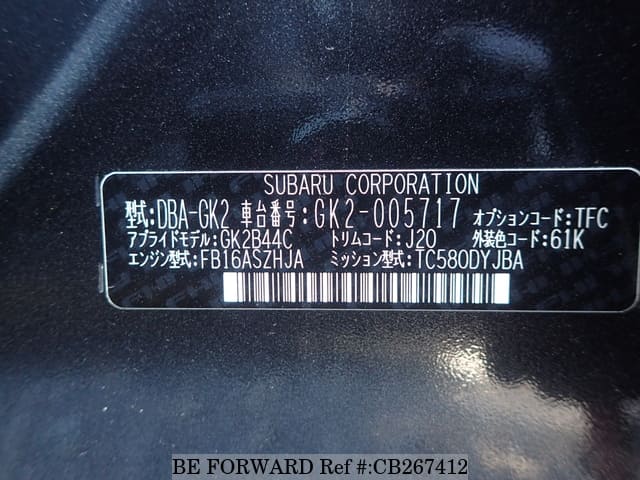 SUBARU CORPORATION
型式:DBA-GK2 車台番号:GK2-005717 オプションコード:TFC
アプライドモデル:GK2B44C トリムコード:J20 外装色コード:61K
エンジン型式:FB16ASZHJA ミッション型式:TC580DYJBA
BE FORWARD Ref #:CB267412